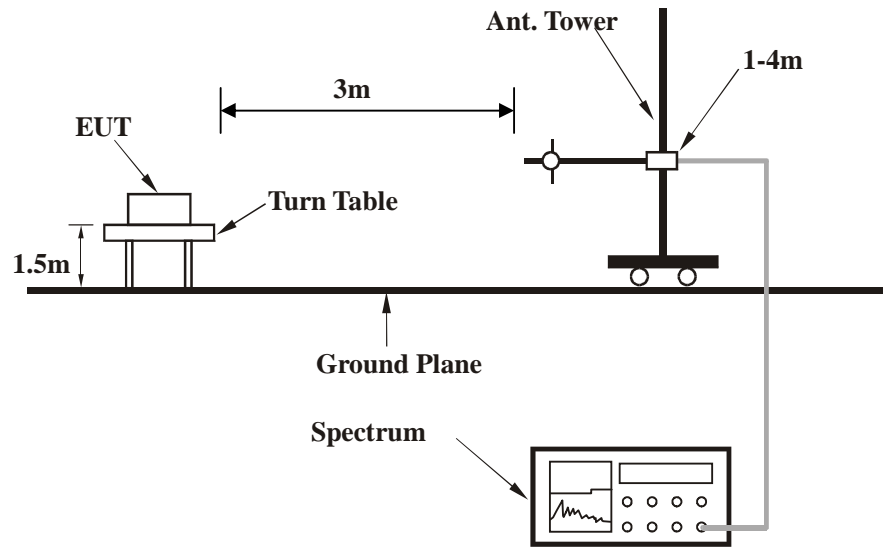 Ant. Tower
1-4m
3m
EUT
Turn Table
1.5m
Ground Plane
Spectrum